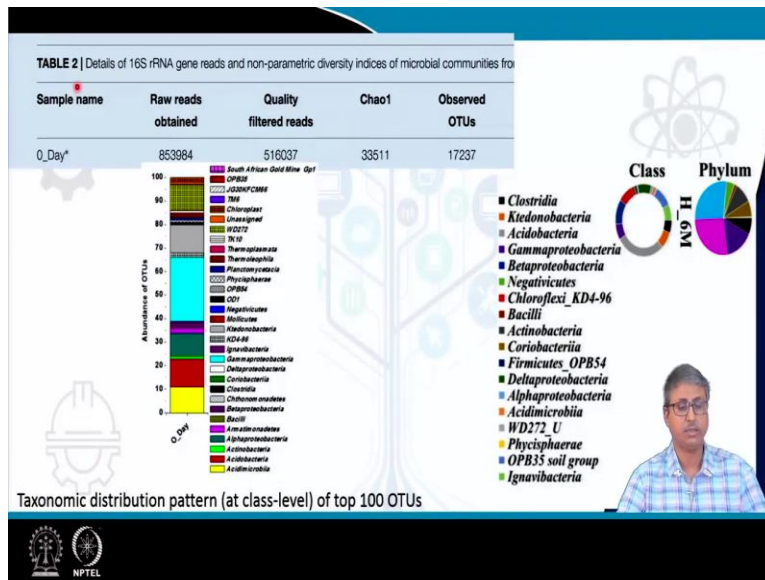 TABLE 2 | Details of 16S rRNA gene reads and non-parametric diversity indices of microbial communities fro
Sample name Raw reads obtained Quality filtered reads Chao1 Observed OTUs
0_Day* 853984 516037 33511 17237
100
90
80
70
60
50
40
30
20
10
0
Abundance of OTUs
0_Day
South African Gold Mine Gp1
OPB35
JG30KFCM66
TM6
Chloroplast
Unassigned
WD272
TK10
Thermoplasmata
Thermoleophilia
Planctomycetacia
Phycisphaerae
OPB54
OD1
Negativicutes
Mollicutes
Ktedonobacteria
KD4-96
Ignavibacteria
Gammaproteobacteria
Deltaproteobacteria
Coriobacteriia
Clostridia
Chthonomonadetes
Betaproteobacteria
Bacilli
Armatimonadetes
Alphaproteobacteria
Actinobacteria
Acidobacteria
Acidimicrobiia
Class Phylum
H_6M
Clostridia
Ktedonobacteria
Acidobacteria
Gammaproteobacteria
Betaproteobacteria
Negativicutes
Chloroflexi_KD4-96
Bacilli
Actinobacteria
Coriobacteriia
Firmicutes_OPB54
Deltaproteobacteria
Alphaproteobacteria
Acidimicrobiia
WD272_U
Phycisphaerae
OPB35 soil group
Ignavibacteria
Taxonomic distribution pattern (at class-level) of top 100 OTUs
NPTEL